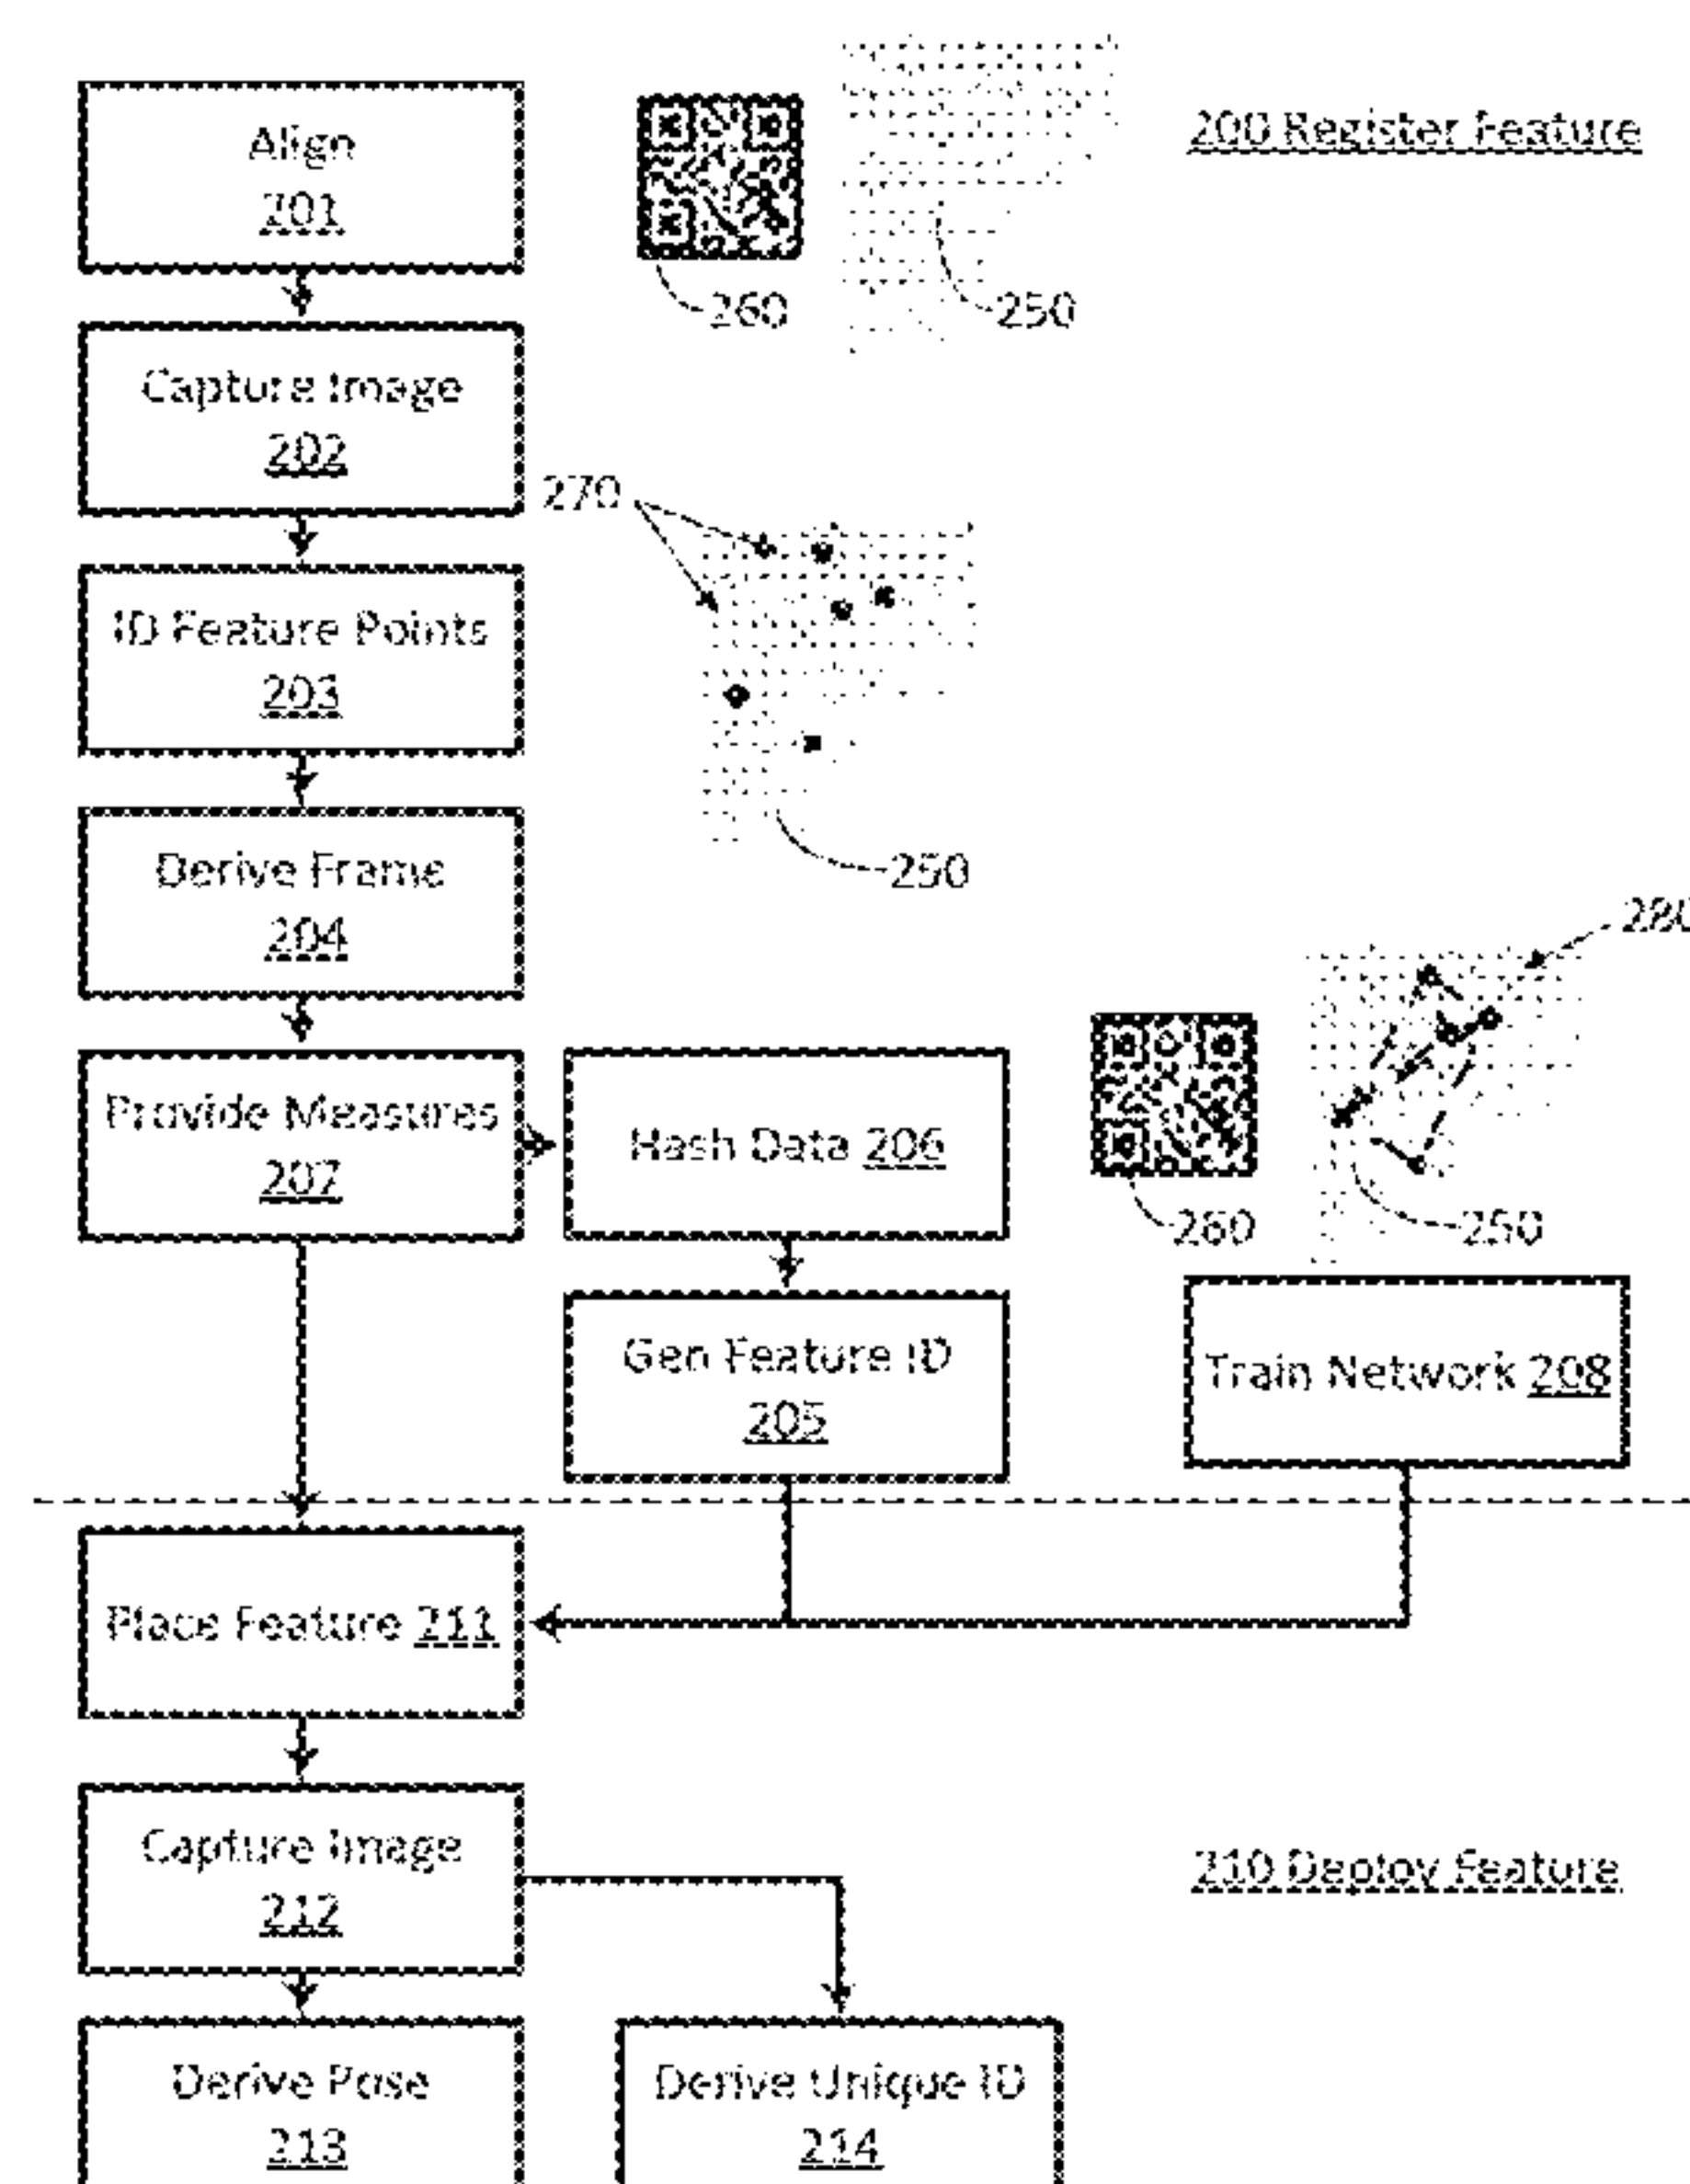 Align
201
200 Register Feature
260
250
Capture Image
202
270
ID Feature Points
203
250
Derive Frame
204
280
Provide Measures
207
Hash Data 206
260
250
Gen Feature ID
205
Train Network 208
Place Feature 211
Capture Image
212
210 Deploy Feature
Derive Pose
213
Derive Unique ID
214